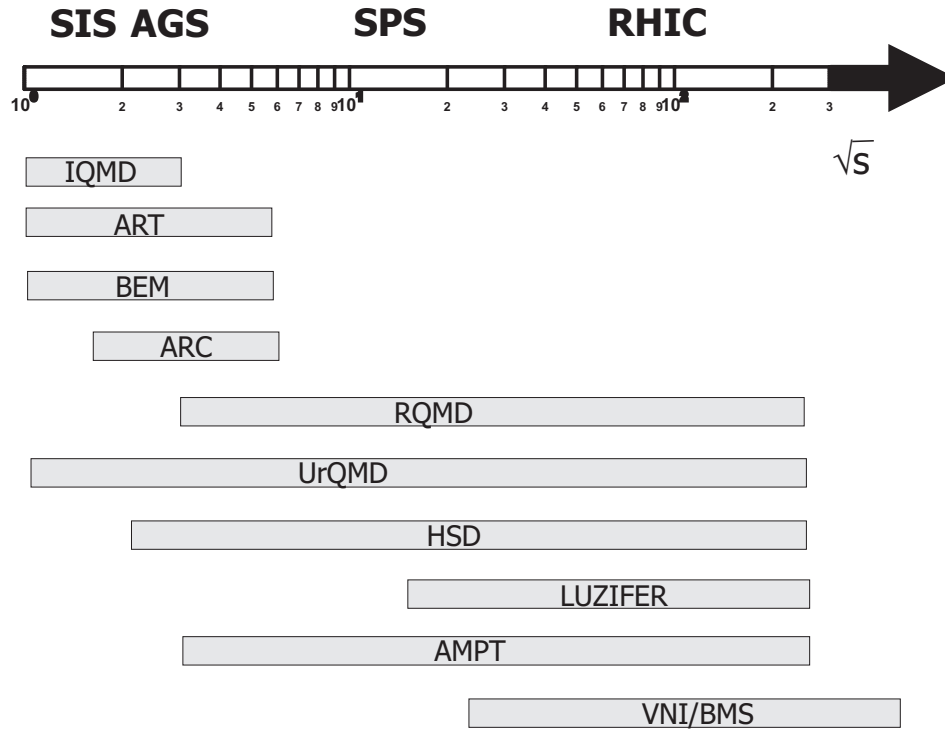 SIS AGS SPS RHIC
10⁰ 2 3 4 5 6 7 8 9 10¹ 2 3 4 5 6 7 8 9 10² 2 3
√s
IQMD
ART
BEM
ARC
RQMD
UrQMD
HSD
LUZIFER
AMPT
VNI/BMS